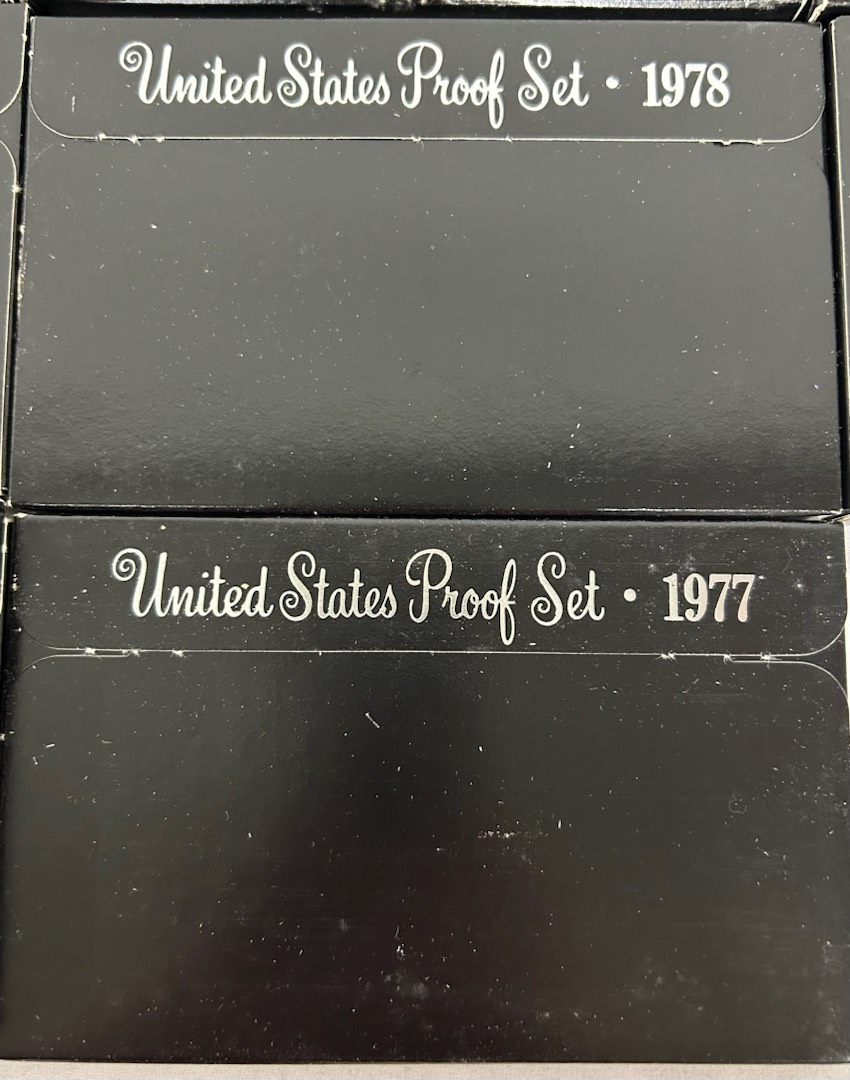 United States Proof Set • 1978
United States Proof Set • 1977